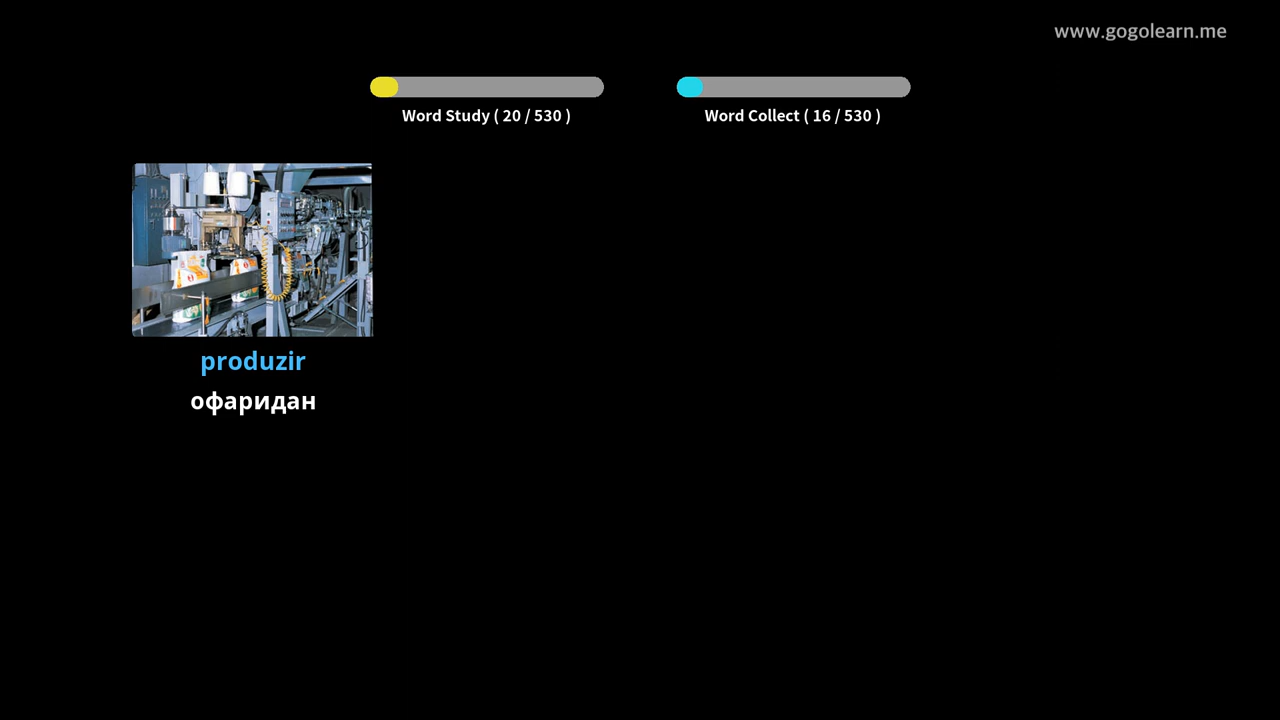 www.gogolearn.me
Word Study ( 20 / 530 )
Word Collect ( 16 / 530 )
produzir
офаридан